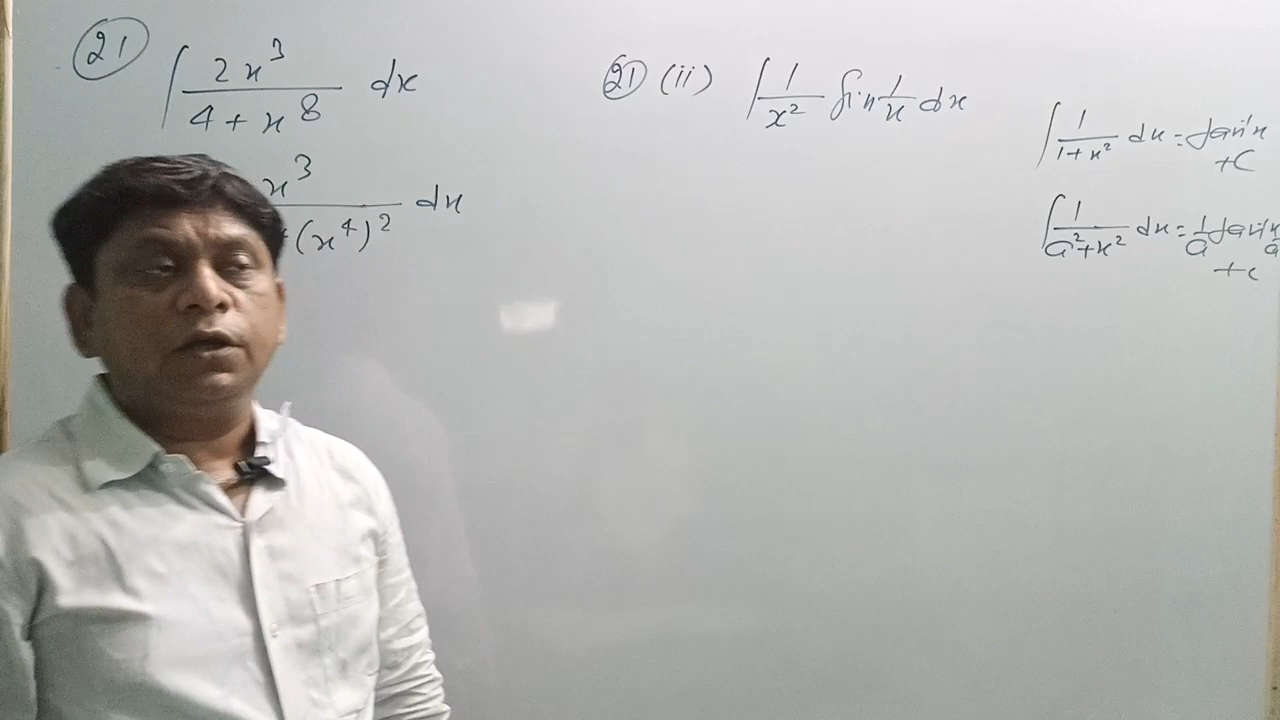 21
∫ 2x³ / 4 + x⁸ dx
x³ / (x⁴)² dx
21 (ii) ∫ 1/x² Sin 1/x dx
∫ 1/1+x² dx = tan⁻¹x
+C
∫ 1/a²+x² dx = 1/a tan⁻¹x/a
+c